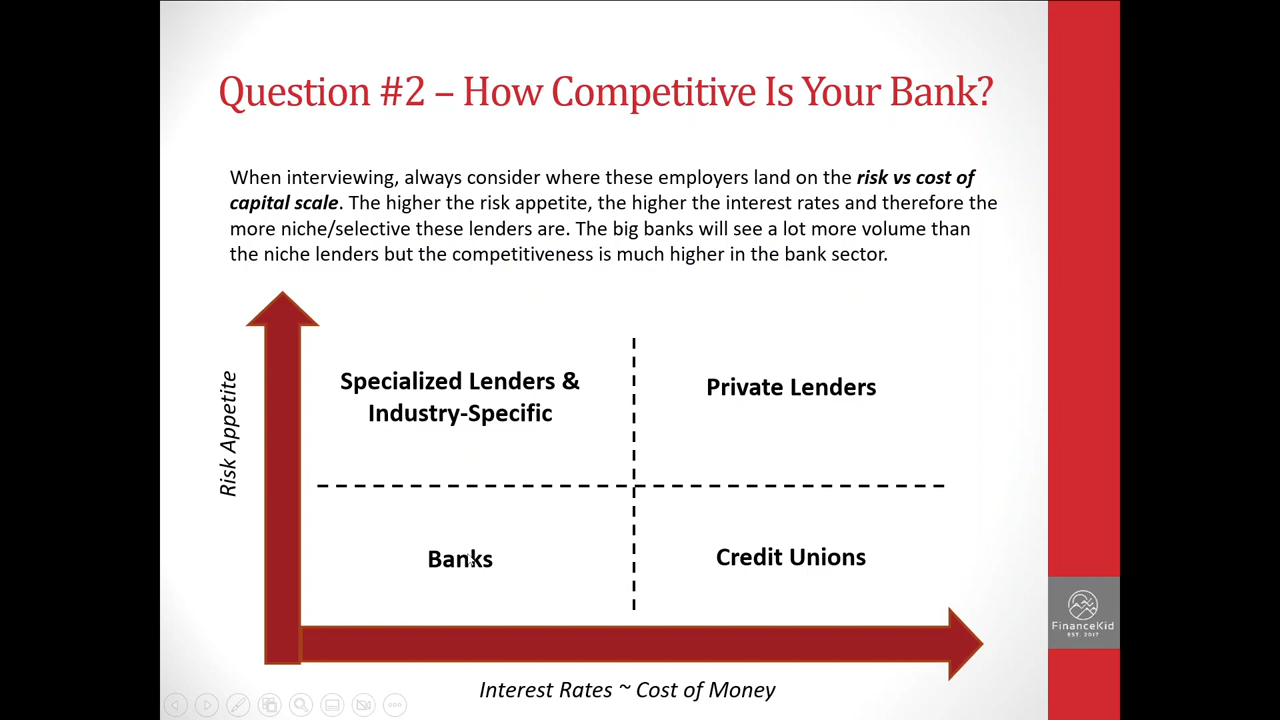 Question #2 – How Competitive Is Your Bank?
When interviewing, always consider where these employers land on the risk vs cost of
capital scale. The higher the risk appetite, the higher the interest rates and therefore the
more niche/selective these lenders are. The big banks will see a lot more volume than
the niche lenders but the competitiveness is much higher in the bank sector.
Risk Appetite
Specialized Lenders &
Industry-Specific
Private Lenders
Banks
Credit Unions
Interest Rates ~ Cost of Money
FinanceKid
EST. 2017